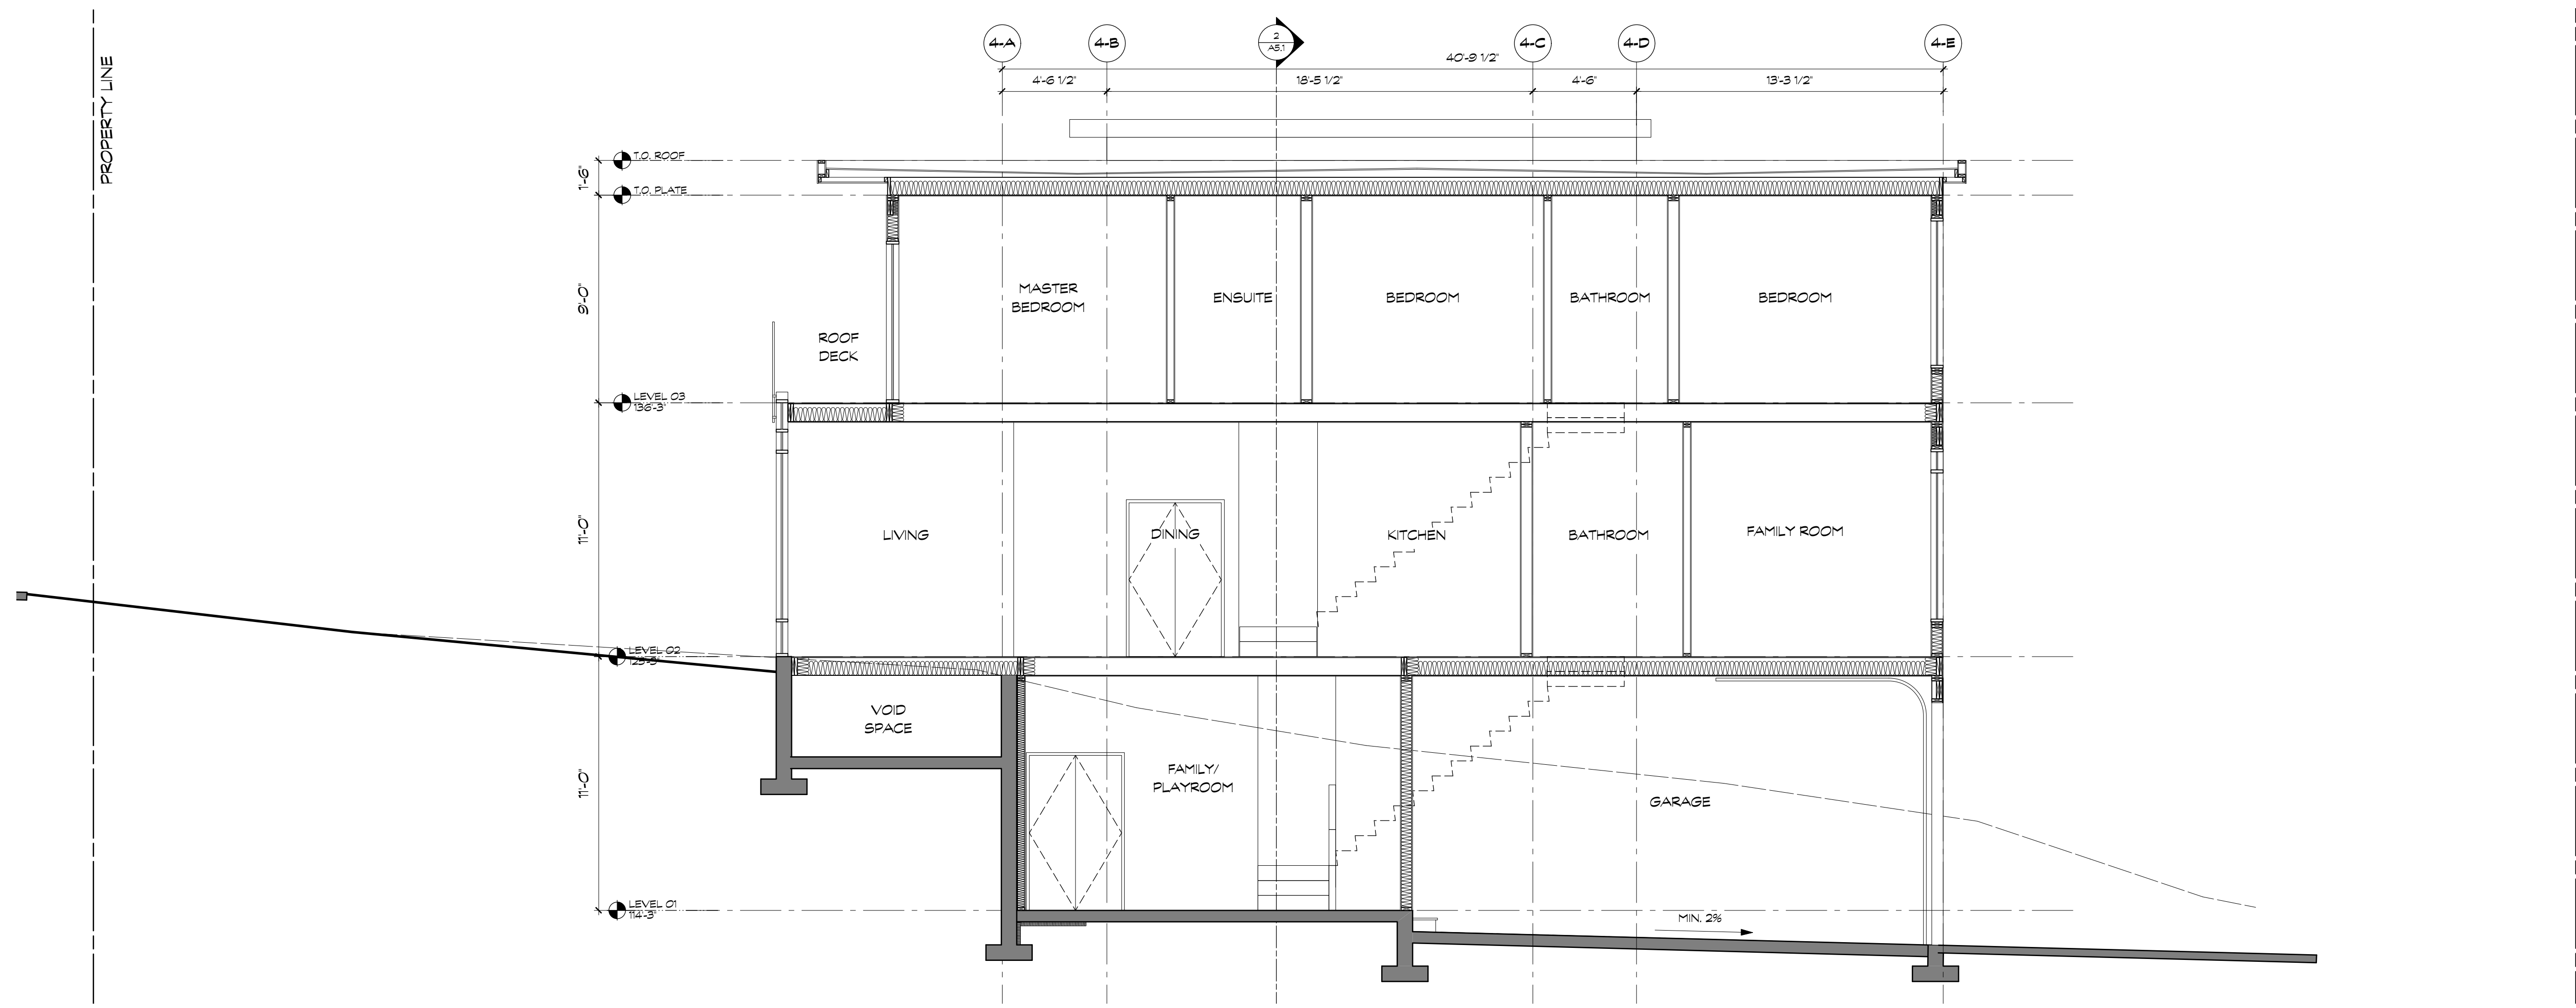 PROPERTY LINE
4-A
4-B
2
A5.1
4-C
4-D
4-E
40'-9 1/2"
4'-6 1/2"
18'-5 1/2"
4'-6"
13'-3 1/2"
T.O. ROOF
1'-6"
T.O. PLATE
9'-0"
MASTER
BEDROOM
ENSUITE
BEDROOM
BATHROOM
BEDROOM
ROOF
DECK
LEVEL 03
136'-3"
11'-0"
LIVING
DINING
KITCHEN
BATHROOM
FAMILY ROOM
LEVEL 02
125'-3"
VOID
SPACE
11'-0"
FAMILY/
PLAYROOM
GARAGE
LEVEL 01
114'-3"
MIN. 2%